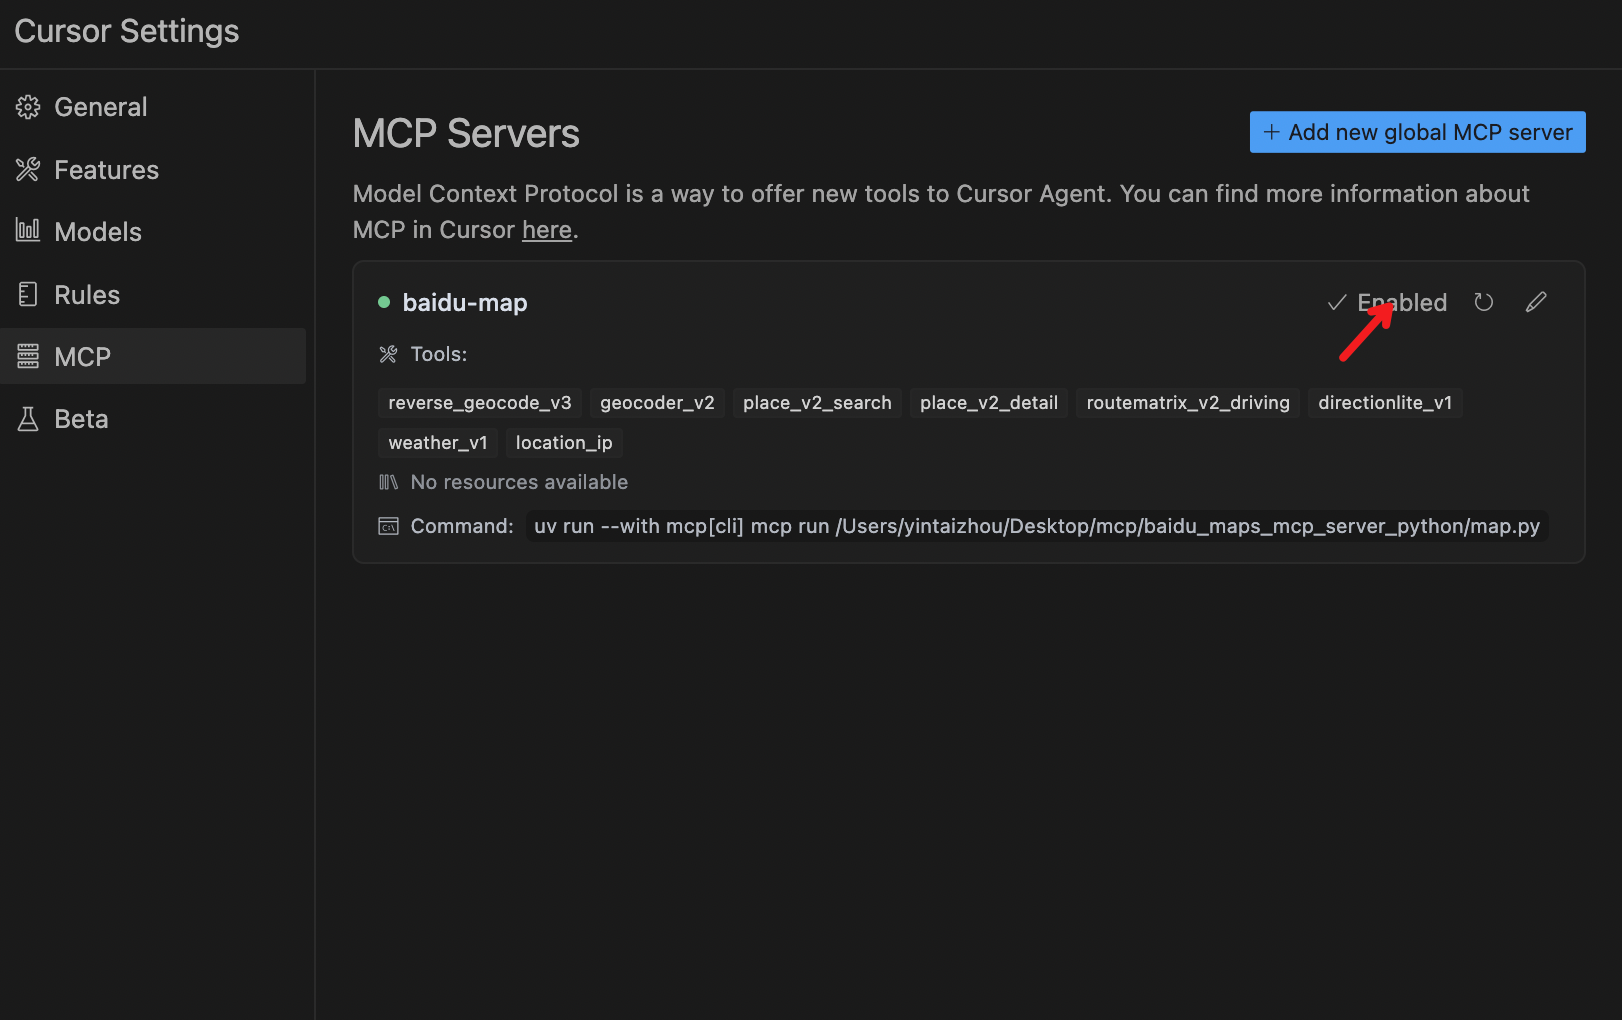 Cursor Settings
General
Features
Models
Rules
MCP
Beta
MCP Servers
+ Add new global MCP server
Model Context Protocol is a way to offer new tools to Cursor Agent. You can find more information about
MCP in Cursor here.
baidu-map
Enabled
Tools:
reverse_geocode_v3 geocoder_v2 place_v2_search place_v2_detail routematrix_v2_driving directionlite_v1
weather_v1 location_ip
No resources available
Command: uv run --with mcp[cli] mcp run /Users/yintaizhou/Desktop/mcp/baidu_maps_mcp_server_python/map.py